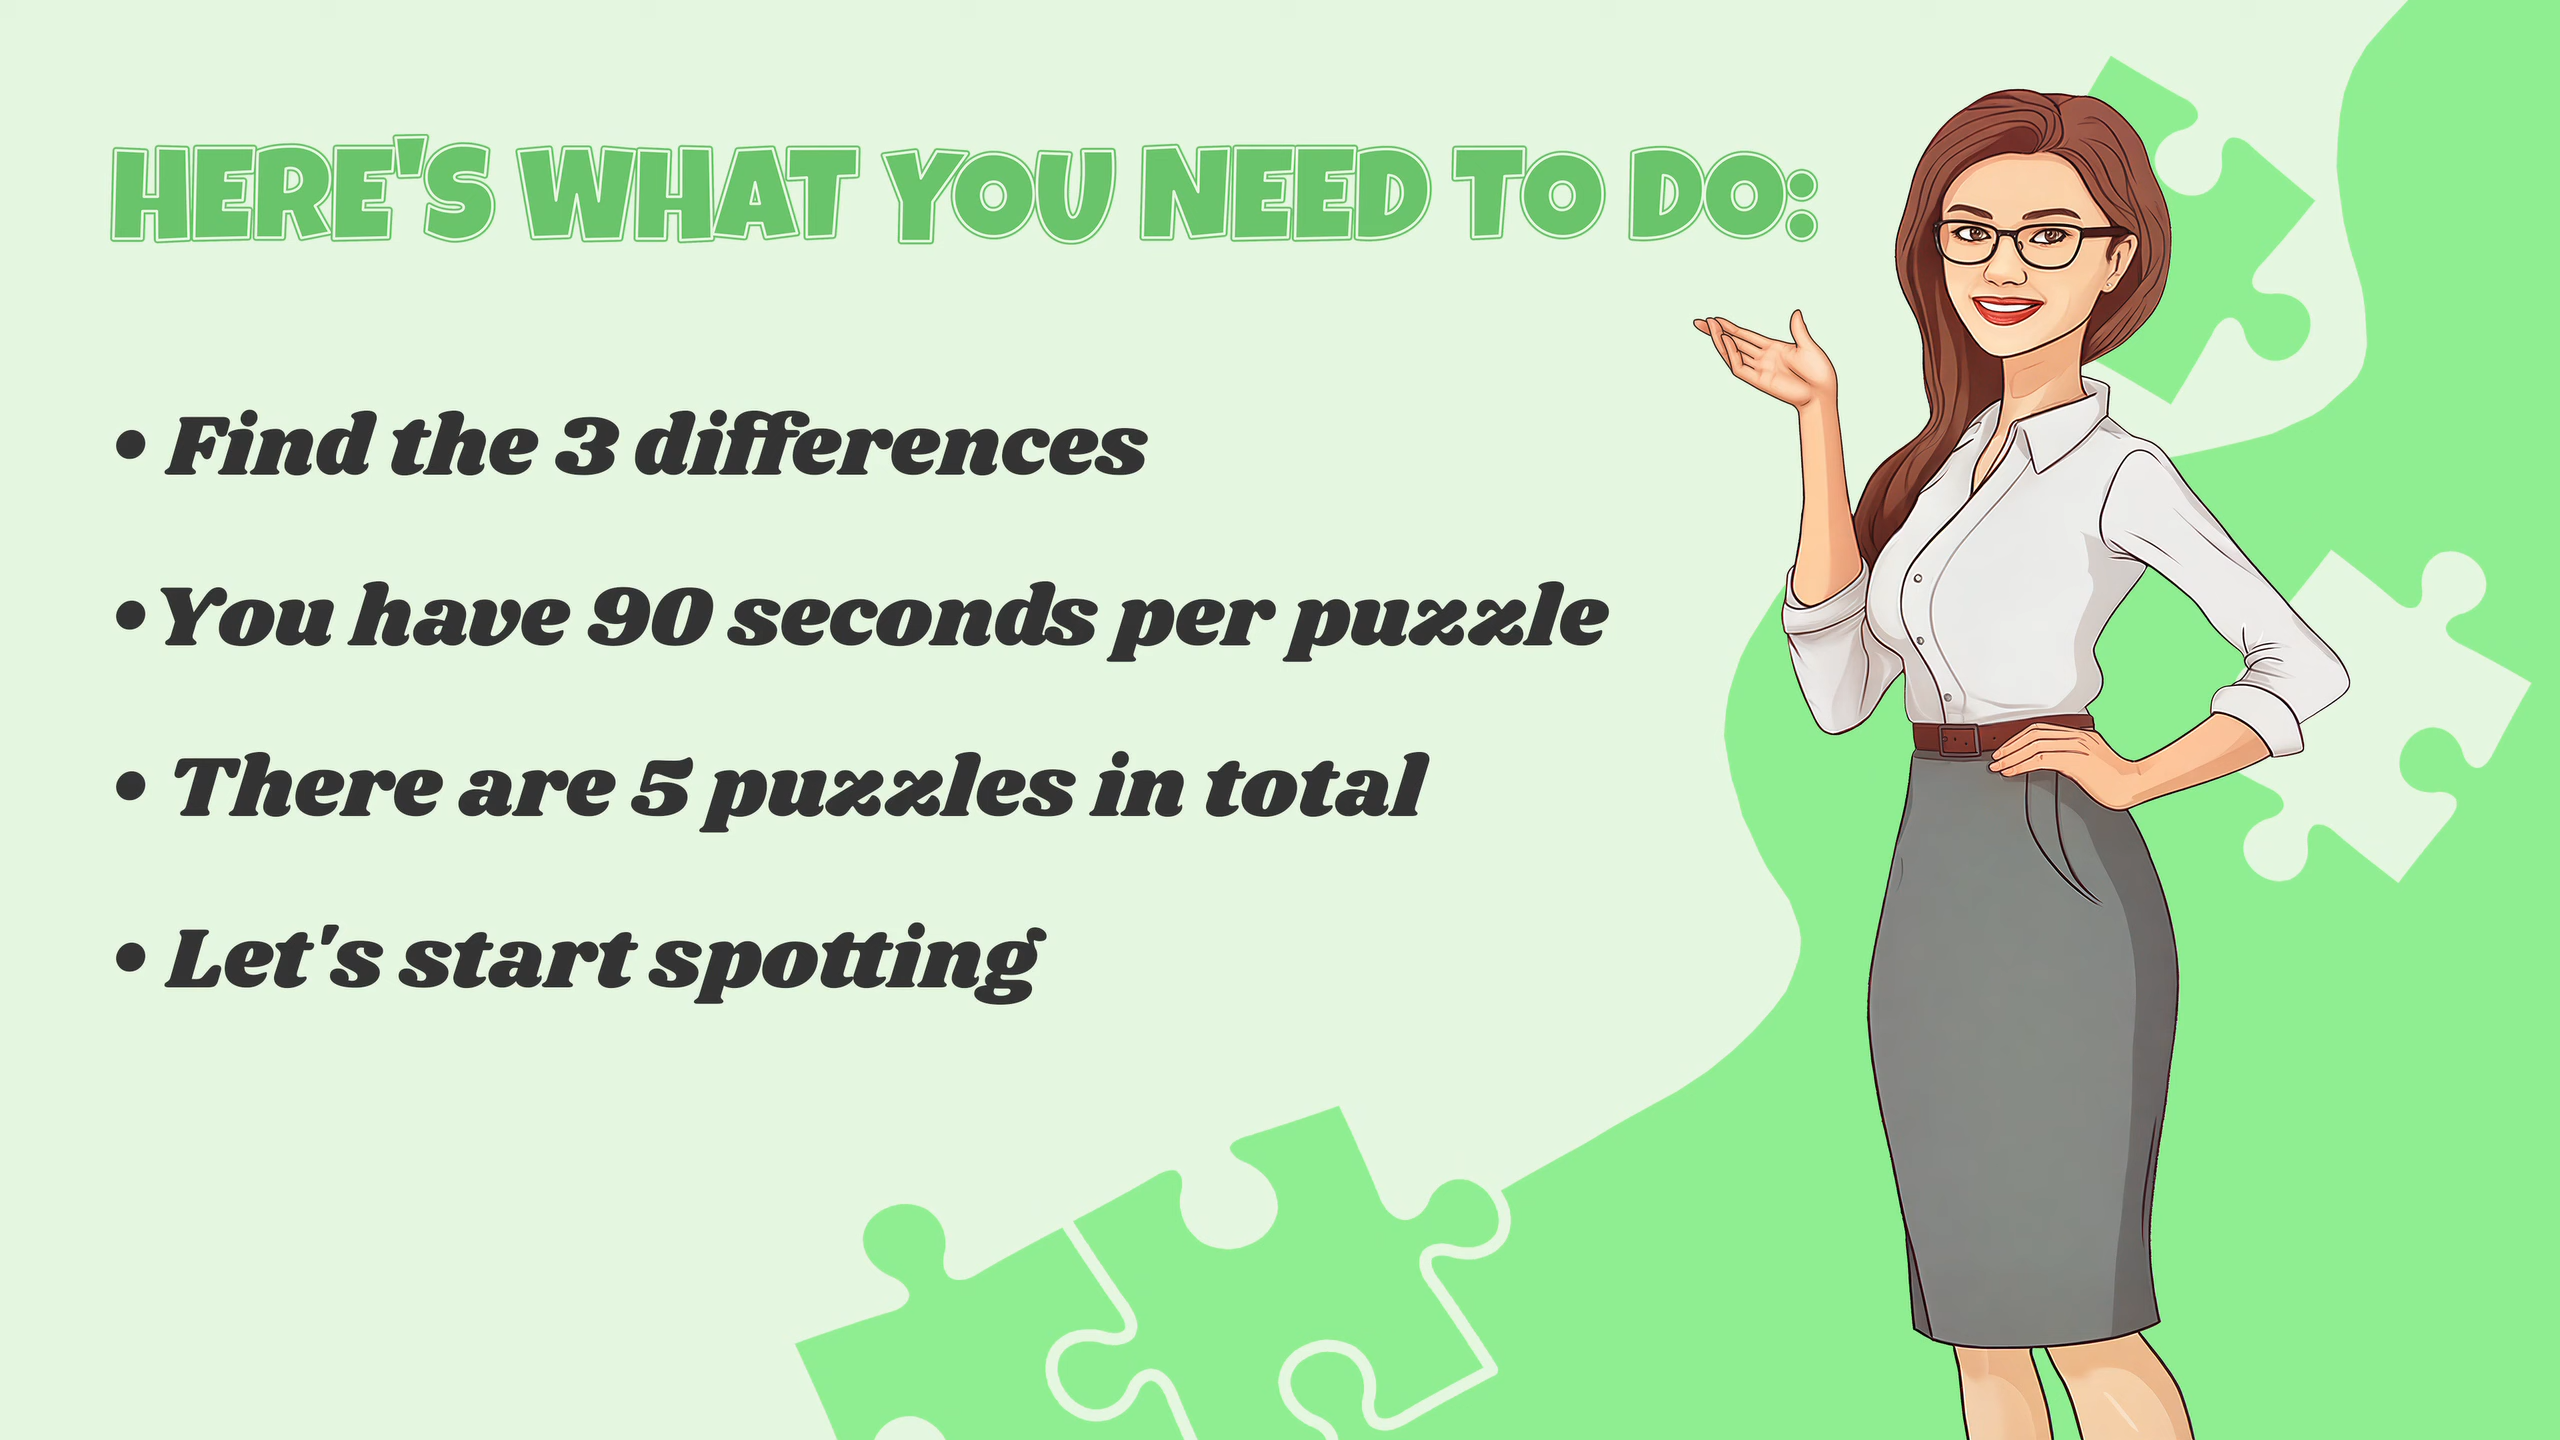 HERE'S WHAT YOU NEED TO DO:
• Find the 3 differences
• You have 90 seconds per puzzle
• There are 5 puzzles in total
• Let's start spotting